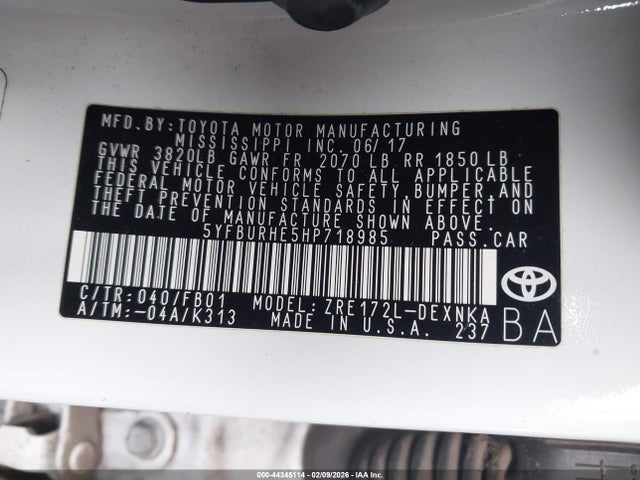 MFD.BY:TOYOTA MOTOR MANUFACTURING
MISSISSIPPI INC. 06/17
GVWR 3820LB GAWR FR 2070 LB RR 1850 LB
THIS VEHICLE CONFORMS TO ALL APPLICABLE
FEDERAL MOTOR VEHICLE SAFETY, BUMPER, AND
THEFT PREVENTION STANDARDS IN EFFECT ON
THE DATE OF MANUFACTURE SHOWN ABOVE.
5YFBURHE5HP718985 PASS.CAR
C/TR: 040/FB01 MODEL: ZRE172L-DEXNKA
A/TM:-04A/K313 MADE IN U.S.A. 237 BA
TOYOTA
000-44345114 - 02/09/2026 - IAA Inc.